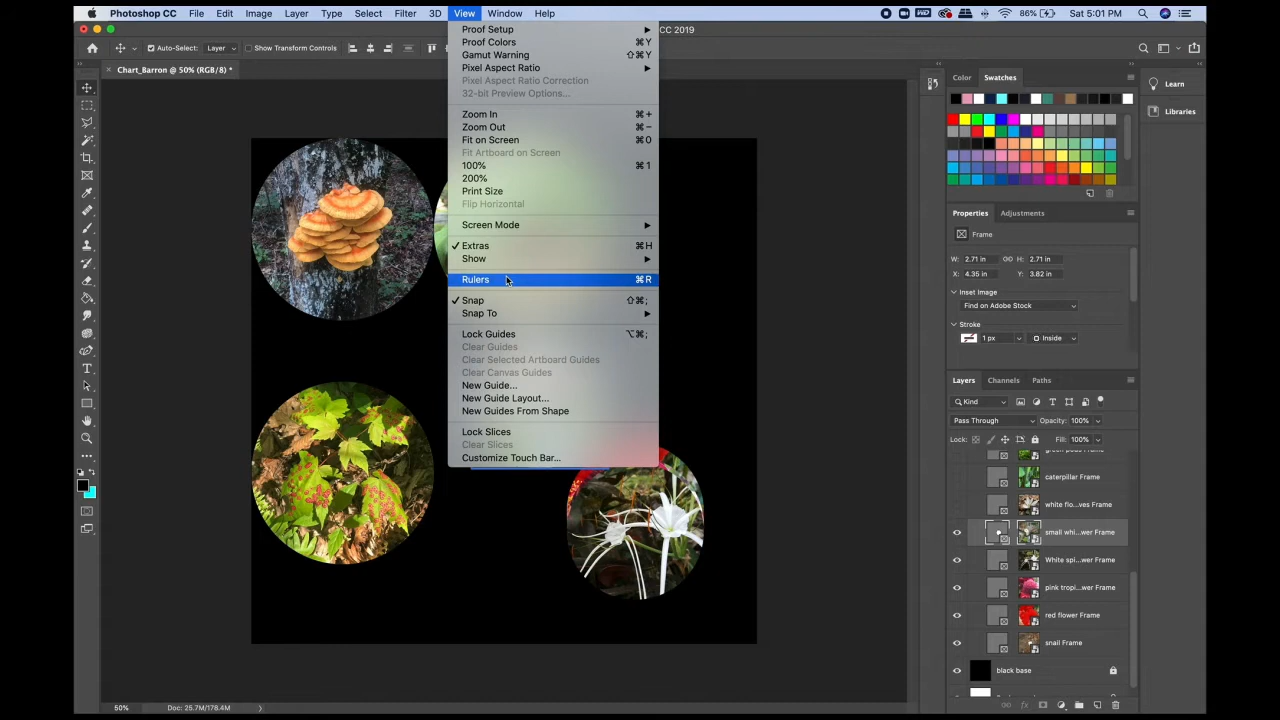 Photoshop CC File Edit Image Layer Type Select Filter 3D View Window Help 86% Sat 5:01 PM
CC 2019
Auto-Select: Layer Show Transform Controls
Chart_Barron @ 50% (RGB/8) *
Proof Setup
Proof Colors ⌘Y
Gamut Warning ⇧⌘Y
Pixel Aspect Ratio
Pixel Aspect Ratio Correction
32-bit Preview Options...
Zoom In ⌘+
Zoom Out ⌘−
Fit on Screen ⌘0
Fit Artboard on Screen
100% ⌘1
200%
Print Size
Flip Horizontal
Screen Mode
✓ Extras ⌘H
Show
Rulers ⌘R
✓ Snap ⇧⌘;
Snap To
Lock Guides ⌥⌘;
Clear Guides
Clear Selected Artboard Guides
Clear Canvas Guides
New Guide...
New Guide Layout...
New Guides From Shape
Lock Slices
Clear Slices
Customize Touch Bar...
Color Swatches
Learn
Libraries
Properties Adjustments
Frame
W: 2.71 in H: 2.71 in
X: 4.35 in Y: 3.82 in
Inset Image
Find on Adobe Stock
Stroke
1 px Inside
Layers Channels Paths
Kind
Pass Through Opacity: 100%
Lock: Fill: 100%
green pods Frame
caterpillar Frame
white flo...ves Frame
small whi...wer Frame
White spi...wer Frame
pink tropi...wer Frame
red flower Frame
snail Frame
black base
50% Doc: 25.7M/178.4M